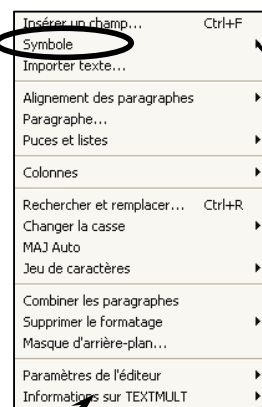 Insérer un champ... Ctrl+F
Symbole
Importer texte...
Alignement des paragraphes
Paragraphe...
Puces et listes
Colonnes
Rechercher et remplacer... Ctrl+R
Changer la casse
MAJ Auto
Jeu de caractères
Combiner les paragraphes
Supprimer le formatage
Masque d'arrière-plan...
Paramètres de l'éditeur
Informations sur TEXTMULT